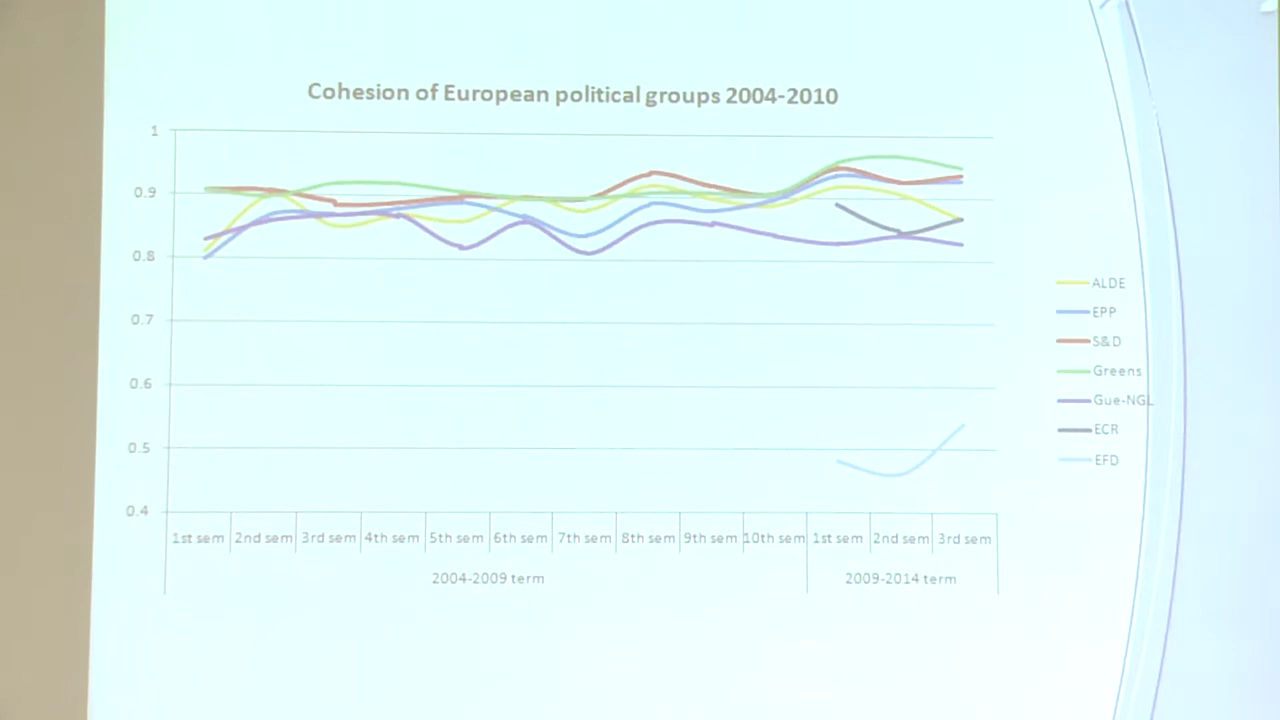 Cohesion of European political groups 2004-2010
1
0.9
0.8
0.7
0.6
0.5
0.4
1st sem 2nd sem 3rd sem 4th sem 5th sem 6th sem 7th sem 8th sem 9th sem 10th sem 1st sem 2nd sem 3rd sem
2004-2009 term 2009-2014 term
ALDE
EPP
S&D
Greens
Gue-NGL
ECR
EFD